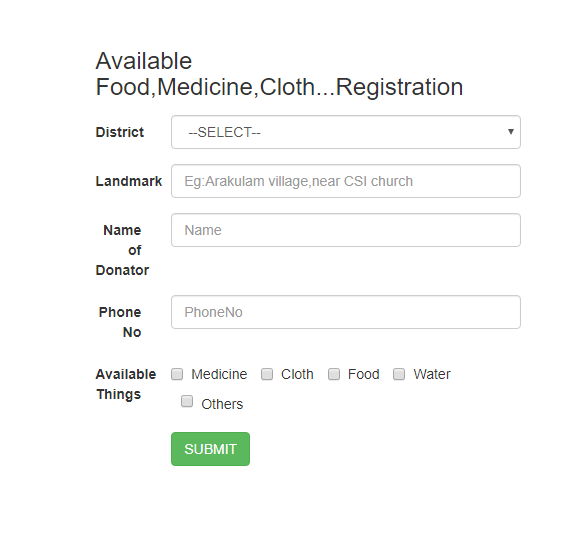 Available
Food,Medicine,Cloth...Registration
District --SELECT--
Landmark Eg:Arakulam village,near CSI church
Name Name
of
Donator
Phone PhoneNo
No
Available Medicine Cloth Food Water
Things
Others
SUBMIT